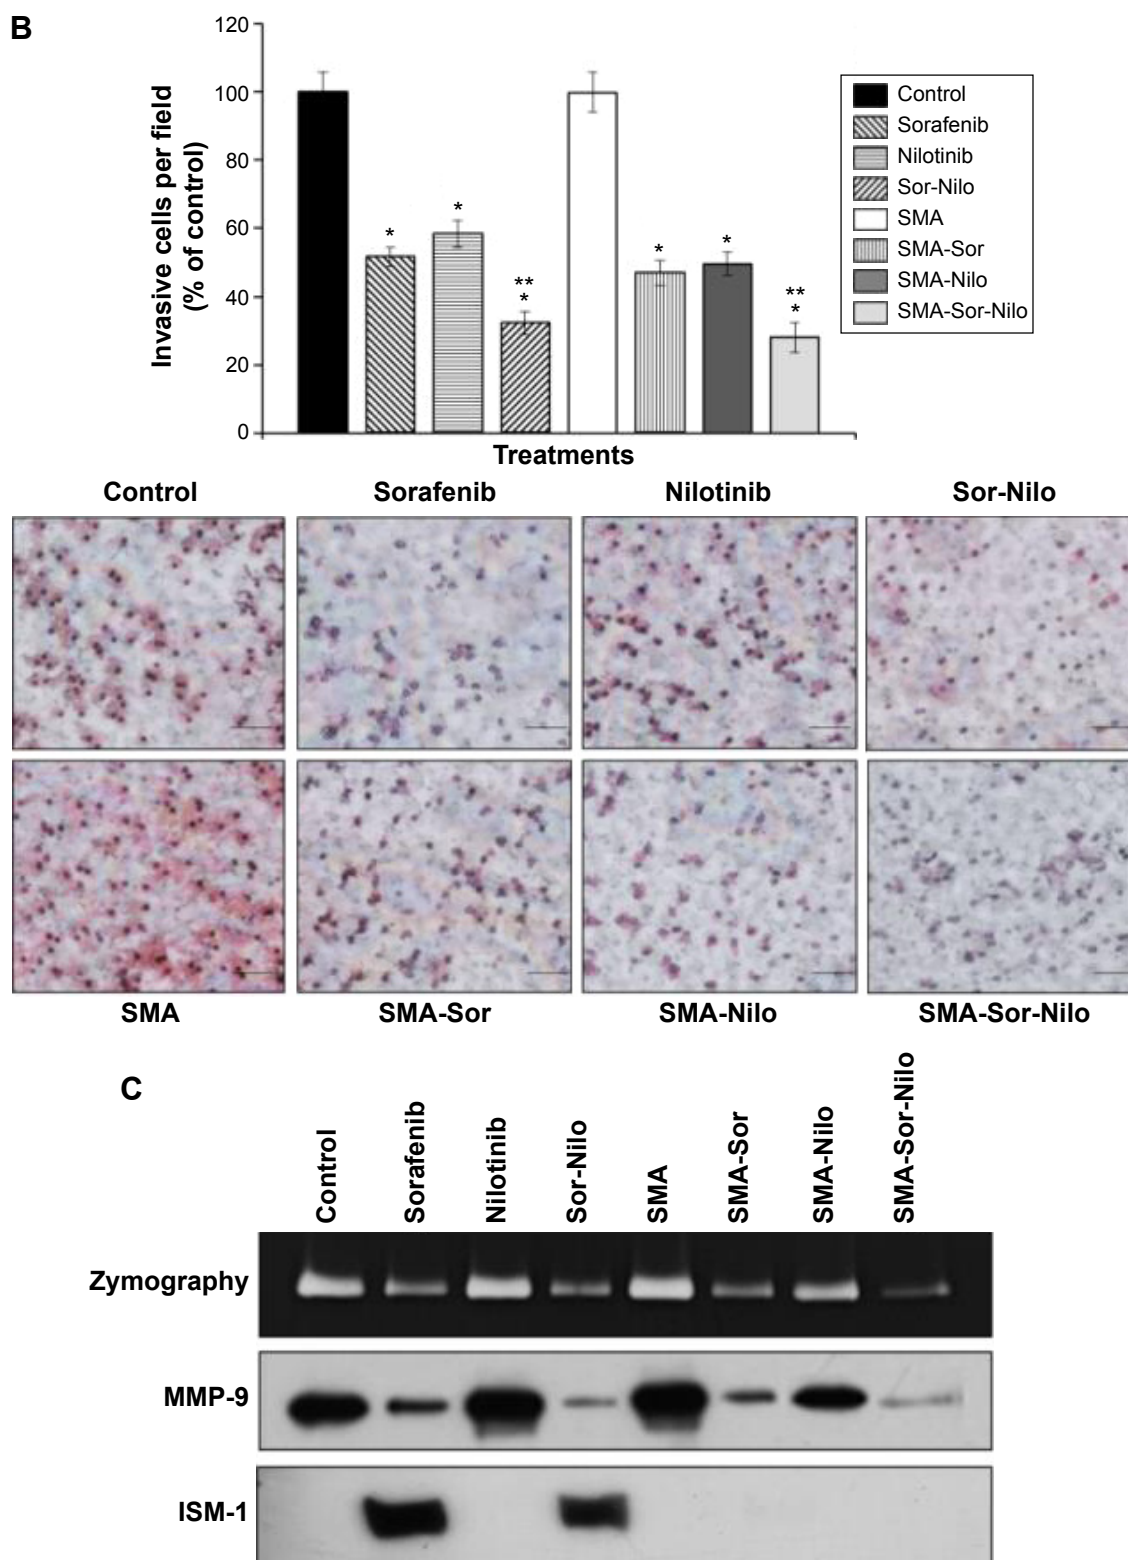 B
Invasive cells per field
(% of control)
120
100
80
60
40
20
0
*
*
**
*
*
*
**
*
Control
Sorafenib
Nilotinib
Sor-Nilo
SMA
SMA-Sor
SMA-Nilo
SMA-Sor-Nilo
Treatments
Control Sorafenib Nilotinib Sor-Nilo
SMA SMA-Sor SMA-Nilo SMA-Sor-Nilo
C
Control
Sorafenib
Nilotinib
Sor-Nilo
SMA
SMA-Sor
SMA-Nilo
SMA-Sor-Nilo
Zymography
MMP-9
ISM-1